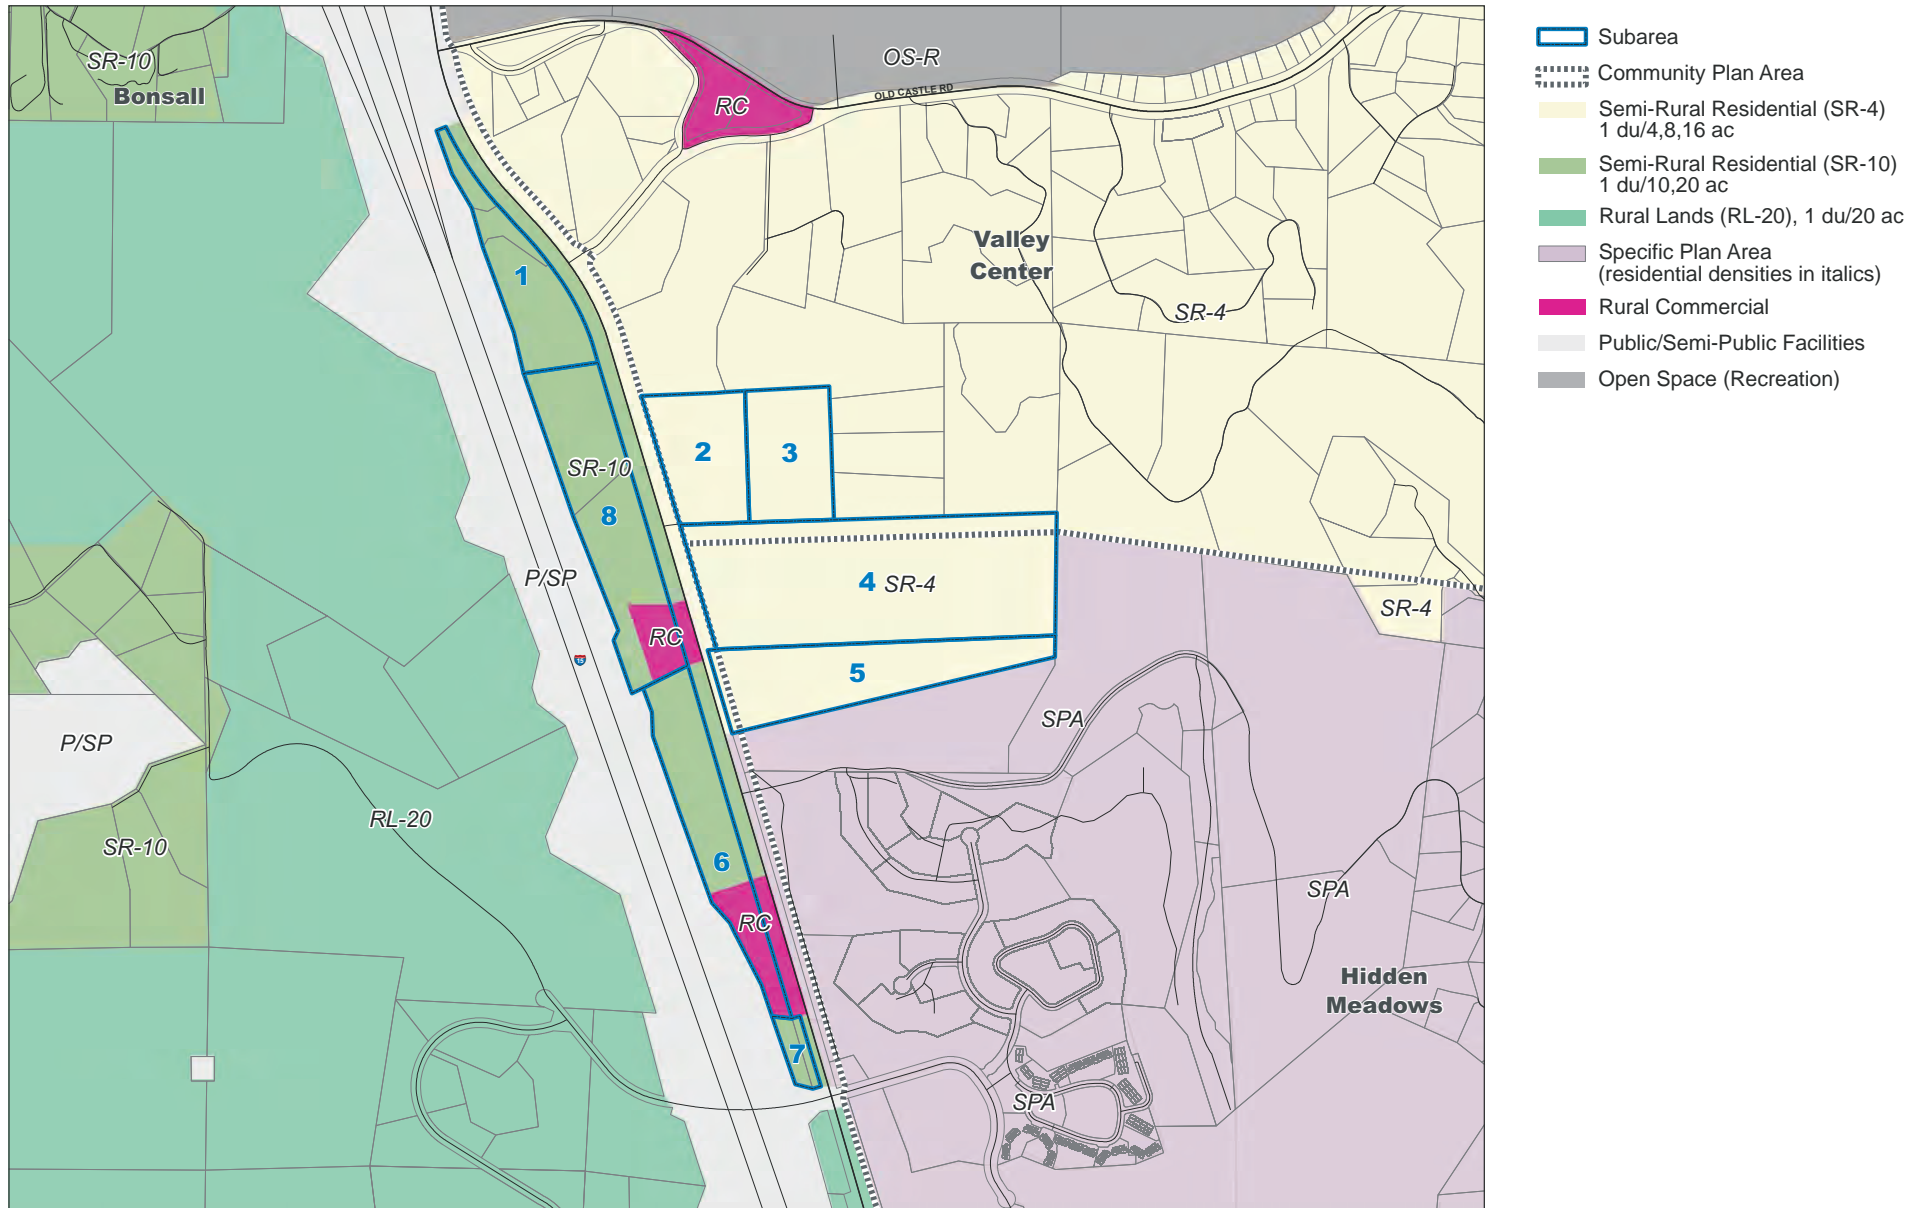 SR-10
Bonsall
OS-R
OLD CASTLE RD
RC
Valley
Center
SR-4
1
2
3
SR-10
8
P/SP
4 SR-4
SR-4
RC
15
5
SPA
P/SP
RL-20
SR-10
6
SPA
RC
Hidden
Meadows
7
SPA
Subarea
Community Plan Area
Semi-Rural Residential (SR-4)
1 du/4,8,16 ac
Semi-Rural Residential (SR-10)
1 du/10,20 ac
Rural Lands (RL-20), 1 du/20 ac
Specific Plan Area
(residential densities in italics)
Rural Commercial
Public/Semi-Public Facilities
Open Space (Recreation)